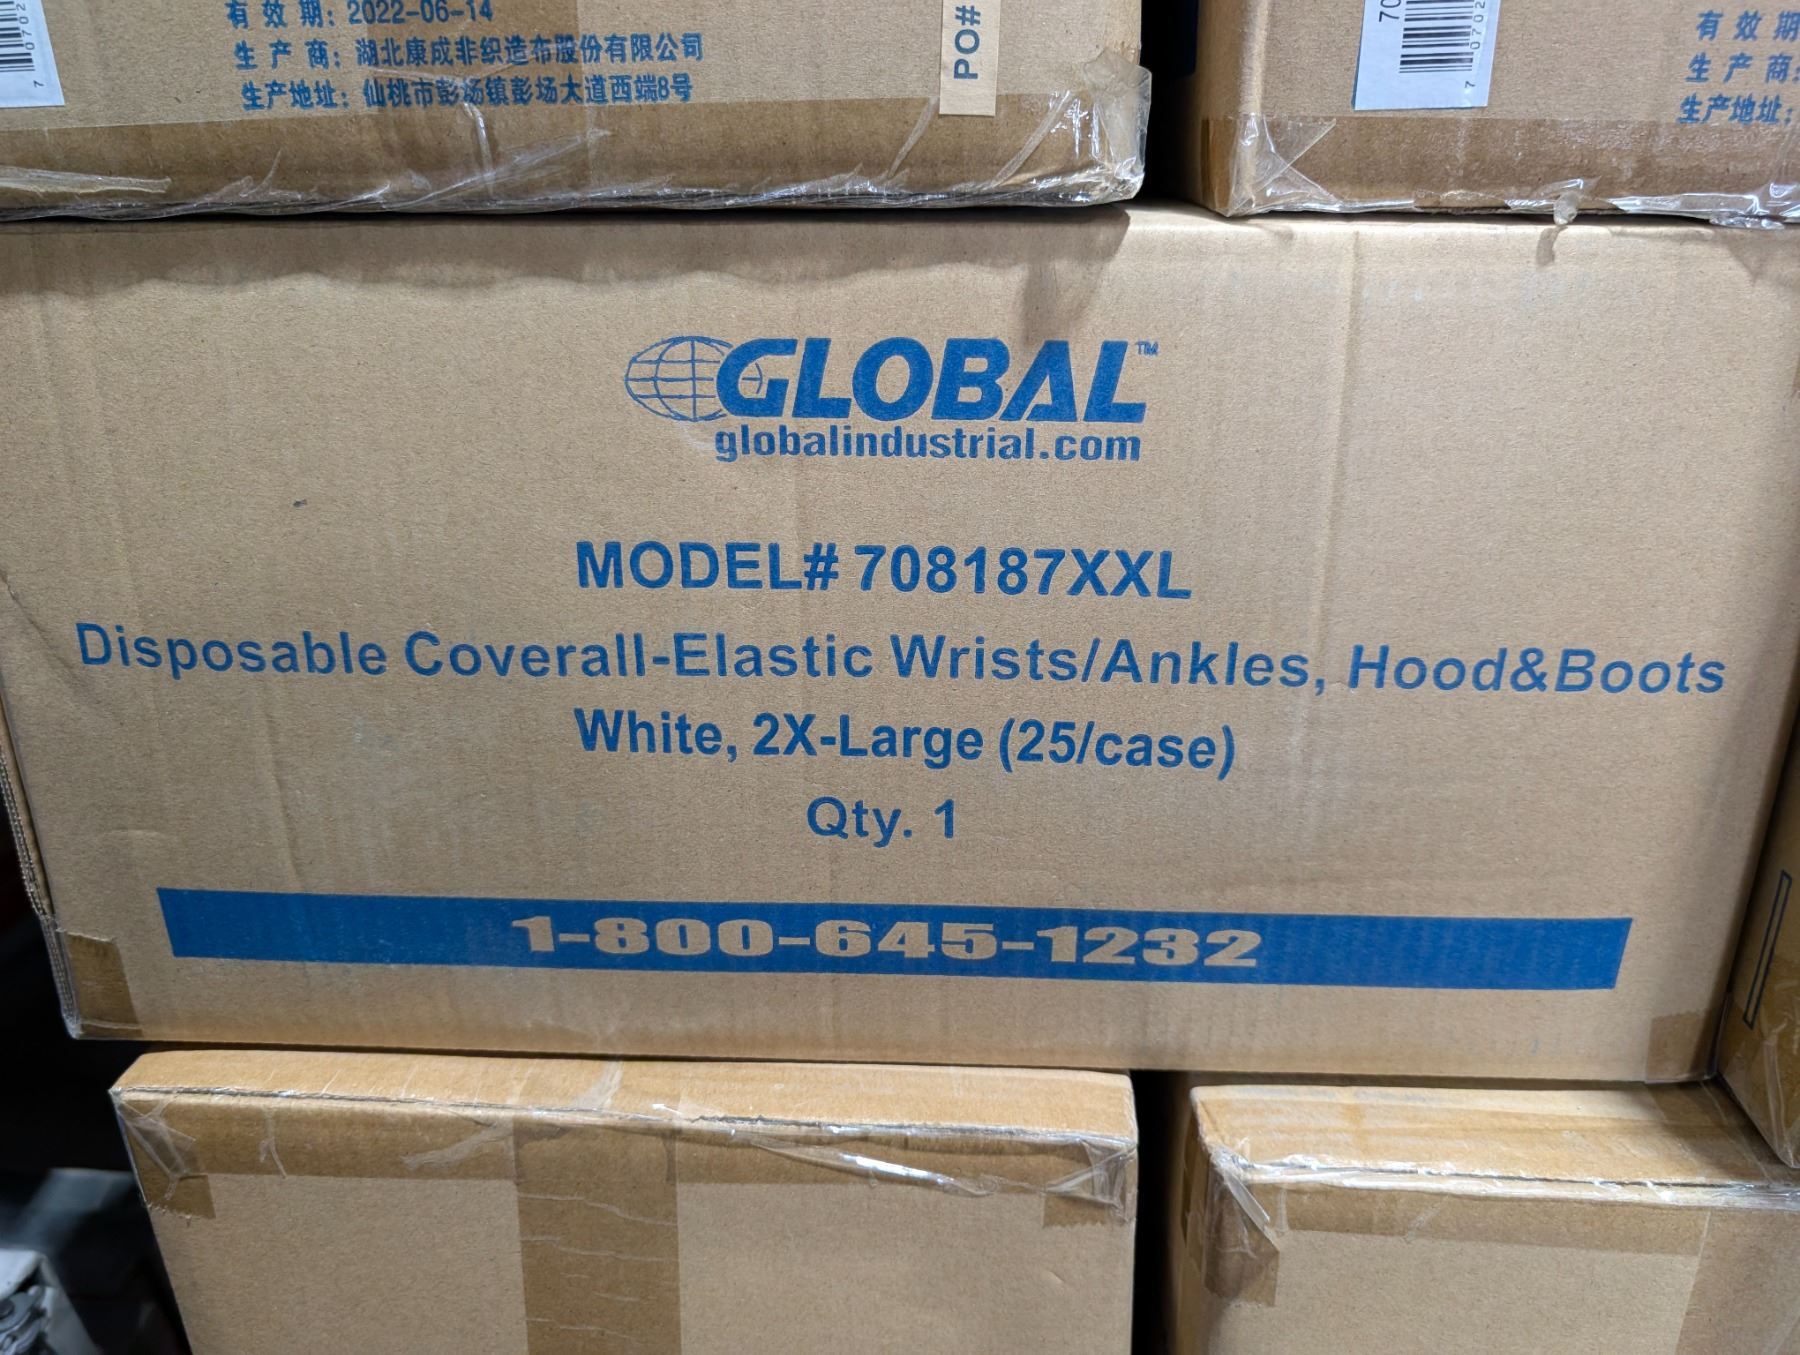 有效期：2022-06-14
生产商：湖北康成非织造布股份有限公司
生产地址：仙桃市彭场镇彭场大道西端8号
PO#
有效期
生产商：
生产地址：
GLOBAL™
globalindustrial.com
MODEL# 708187XXL
Disposable Coverall-Elastic Wrists/Ankles, Hood&Boots
White, 2X-Large (25/case)
Qty. 1
1-800-645-1232